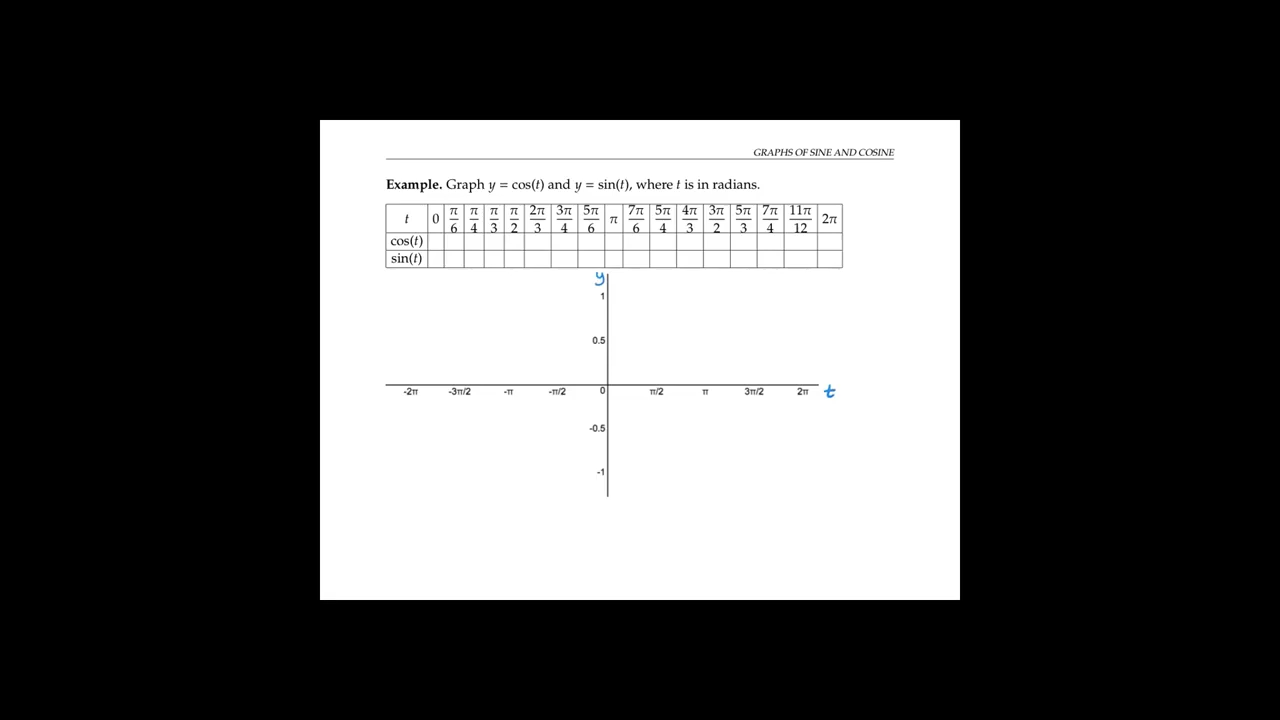 GRAPHS OF SINE AND COSINE
Example. Graph y = cos(t) and y = sin(t), where t is in radians.
t 0 π/6 π/4 π/3 π/2 2π/3 3π/4 5π/6 π 7π/6 5π/4 4π/3 3π/2 5π/3 7π/4 11π/12 2π
cos(t)
sin(t)
y
1
0.5
-2π -3π/2 -π -π/2 0 π/2 π 3π/2 2π t
-0.5
-1